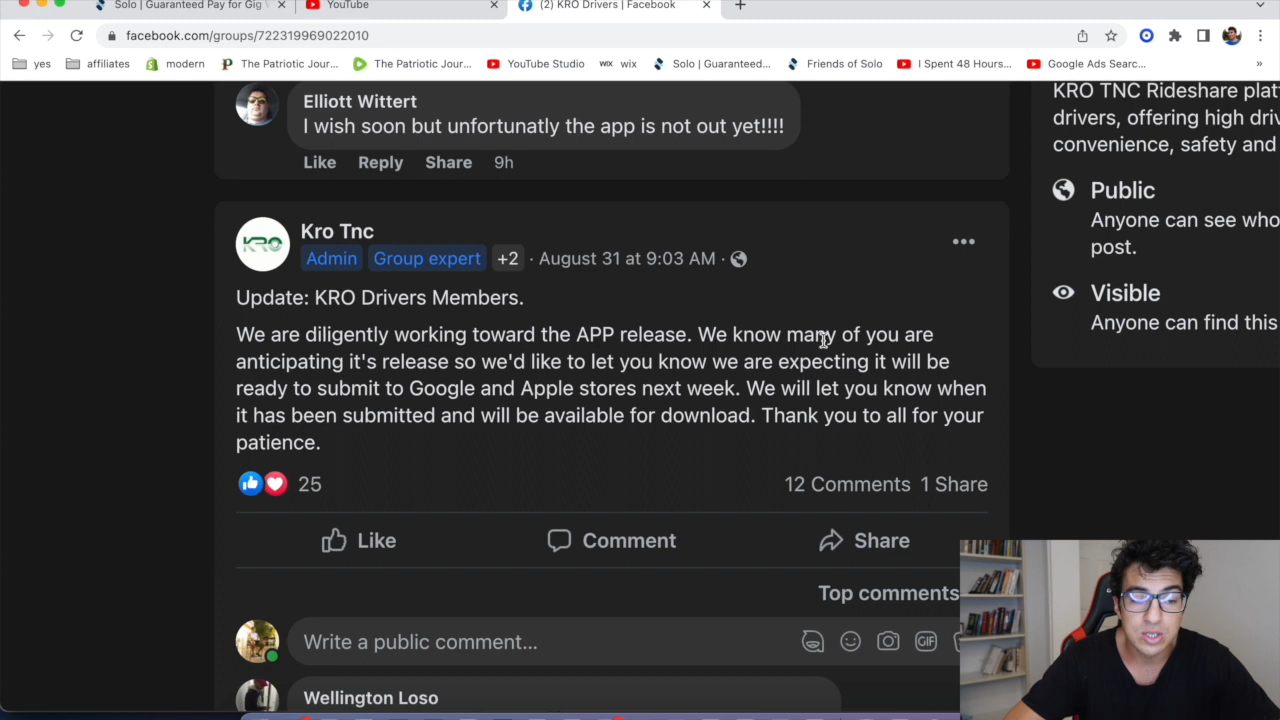 Solo | Guaranteed Pay for Gig
YouTube
(2) KRO Drivers | Facebook
facebook.com/groups/722319969022010
yes
affiliates
modern
The Patriotic Jour...
The Patriotic Jour...
YouTube Studio
WIX wix
Solo | Guaranteed...
Friends of Solo
I Spent 48 Hours...
Google Ads Searc...
»
Elliott Wittert
I wish soon but unfortunatly the app is not out yet!!!!
Like Reply Share 9h
KRO
Kro Tnc
Admin Group expert +2 · August 31 at 9:03 AM ·
Update: KRO Drivers Members.
We are diligently working toward the APP release. We know many of you are
anticipating it's release so we'd like to let you know we are expecting it will be
ready to submit to Google and Apple stores next week. We will let you know when
it has been submitted and will be available for download. Thank you to all for your
patience.
25
12 Comments 1 Share
Like Comment Share
Top comments
Write a public comment...
GIF
Wellington Loso
KRO TNC Rideshare plat
drivers, offering high driv
convenience, safety and
Public
Anyone can see who
post.
Visible
Anyone can find this